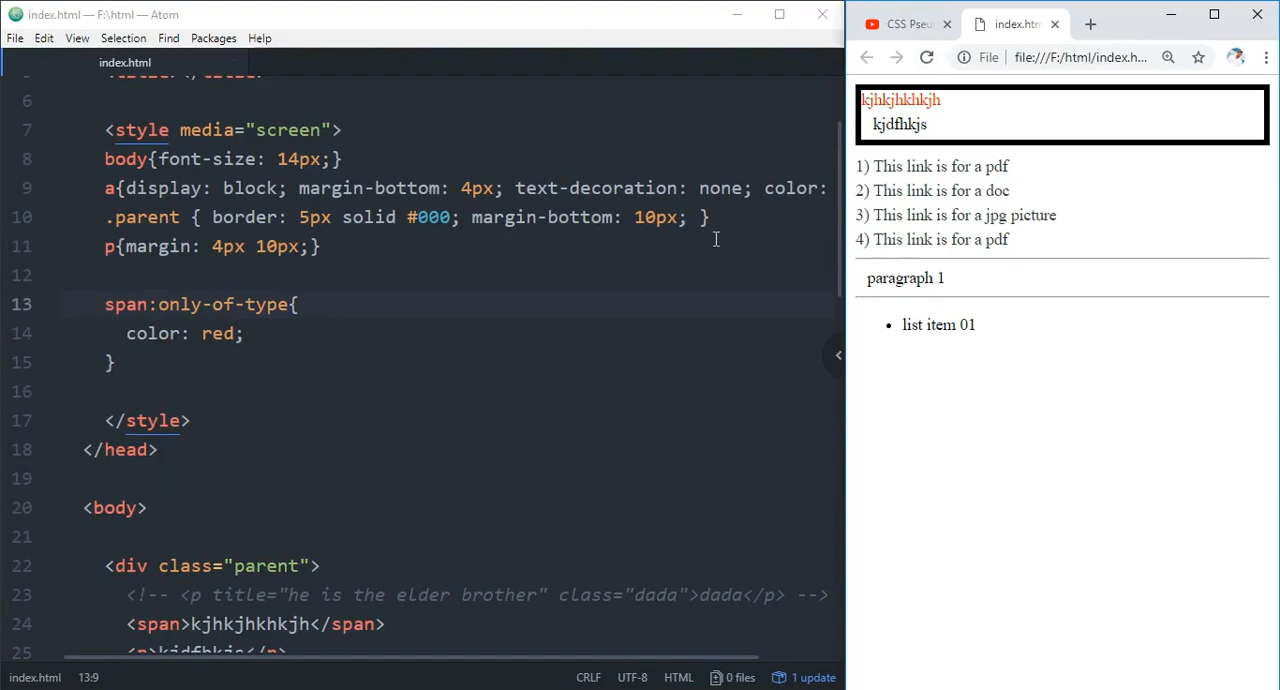 index.html — F:\html — Atom
File Edit View Selection Find Packages Help
index.html
6
7 <style media="screen">
8 body{font-size: 14px;}
9 a{display: block; margin-bottom: 4px; text-decoration: none; color:
10 .parent { border: 5px solid #000; margin-bottom: 10px; }
11 p{margin: 4px 10px;}
12
13 span:only-of-type{
14 color: red;
15 }
16
17 </style>
18 </head>
19
20 <body>
21
22 <div class="parent">
23 <!-- <p title="he is the elder brother" class="dada">dada</p> -->
24 <span>kjhkjhkhkjh</span>
25 <p>kjdfhkjs</p>
index.html 13:9 CRLF UTF-8 HTML 0 files 1 update
CSS Pseu
index.htm
File file:///F:/html/index.h...
kjhkjhkhkjh
kjdfhkjs
1) This link is for a pdf
2) This link is for a doc
3) This link is for a jpg picture
4) This link is for a pdf
paragraph 1
• list item 01